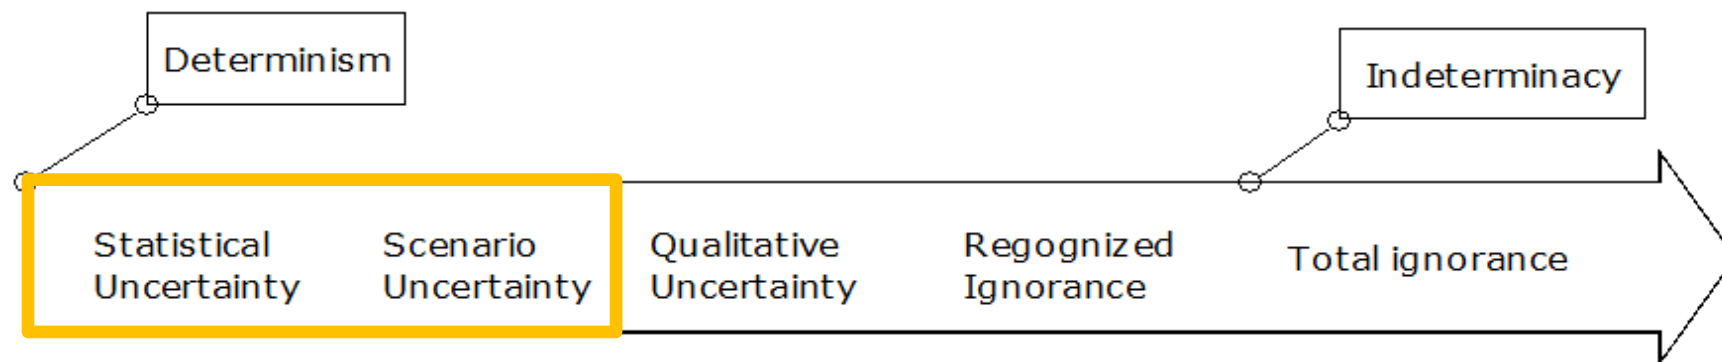 Determinism
Indeterminacy
Statistical
Uncertainty
Scenario
Uncertainty
Qualitative
Uncertainty
Regognized
Ignorance
Total ignorance